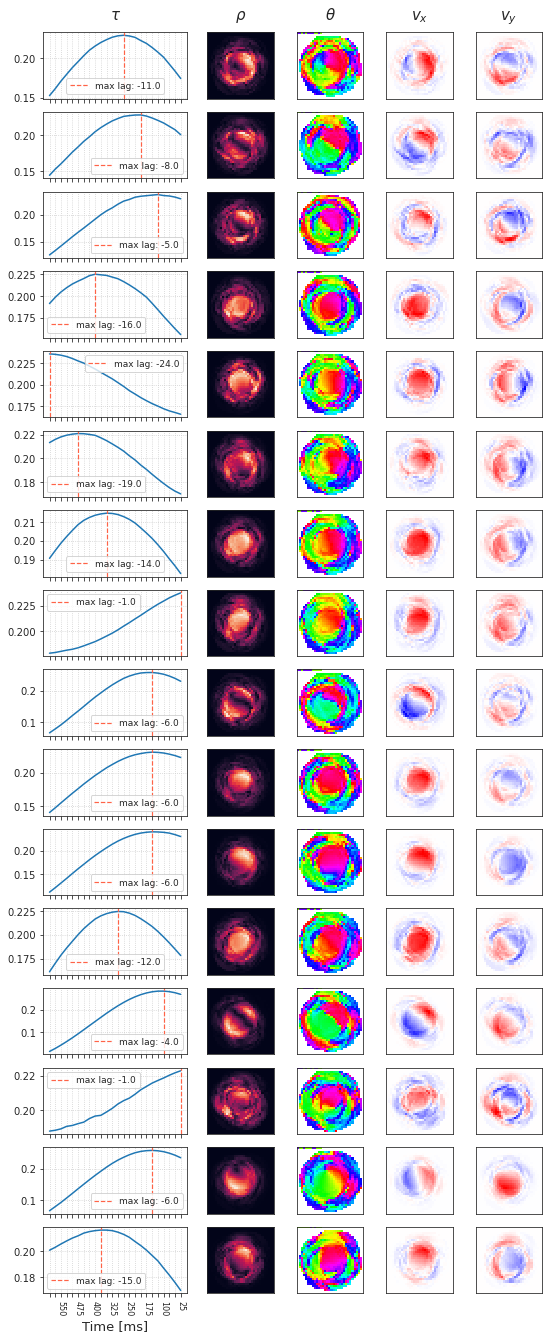 τ ρ θ vx vy
0.20
0.15
max lag: -11.0
0.20
0.15
max lag: -8.0
0.20
0.15
max lag: -5.0
0.225
0.200
0.175
max lag: -16.0
0.225
0.200
0.175
max lag: -24.0
0.22
0.20
0.18
max lag: -19.0
0.21
0.20
0.19
max lag: -14.0
0.225
0.200
max lag: -1.0
0.2
0.1
max lag: -6.0
0.20
0.15
max lag: -6.0
0.20
0.15
max lag: -6.0
0.225
0.200
0.175
max lag: -12.0
0.2
0.1
max lag: -4.0
0.22
0.20
max lag: -1.0
0.2
0.1
max lag: -6.0
0.20
0.18
max lag: -15.0
550 475 400 325 250 175 100 25
Time [ms]